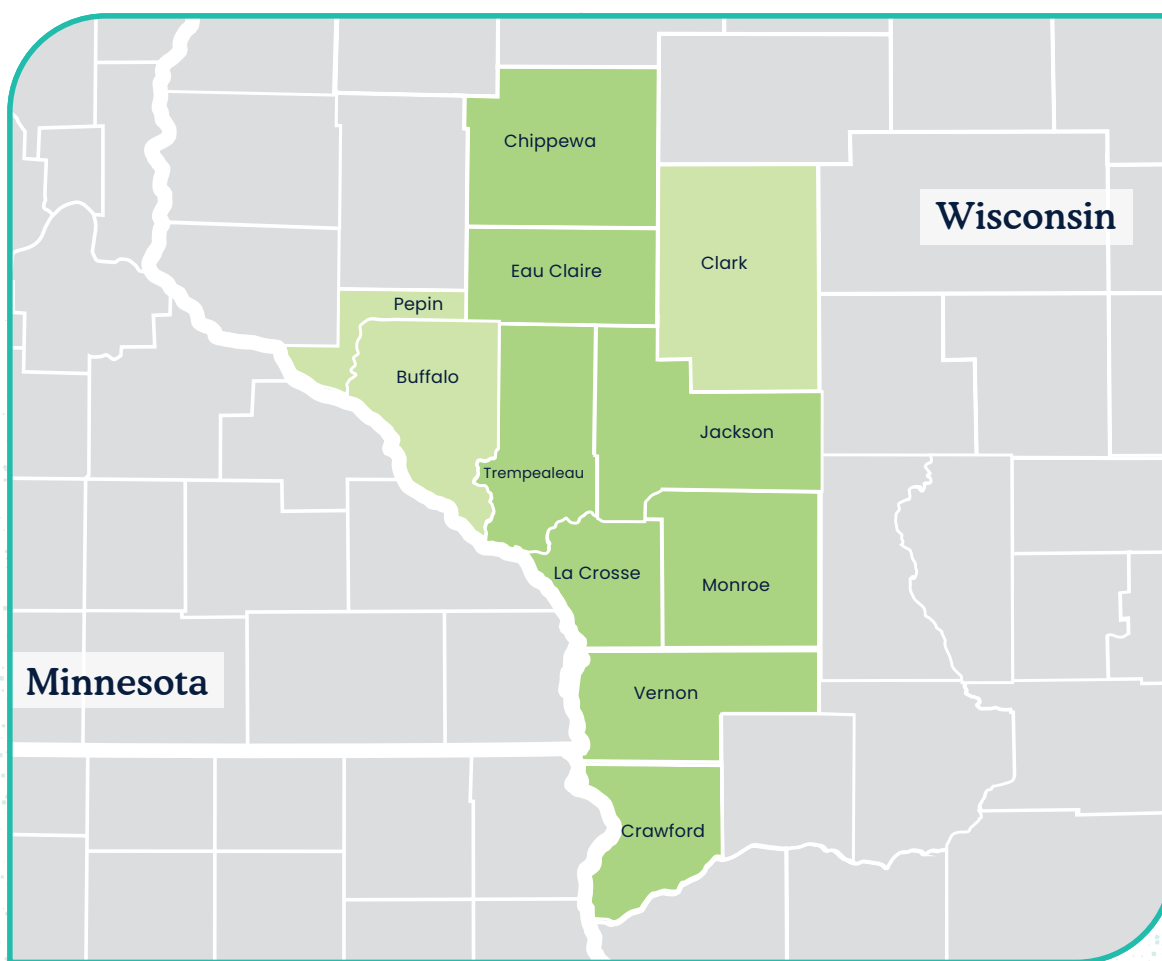 Chippewa
Wisconsin
Clark
Eau Claire
Pepin
Buffalo
Jackson
Trempealeau
La Crosse
Monroe
Minnesota
Vernon
Crawford